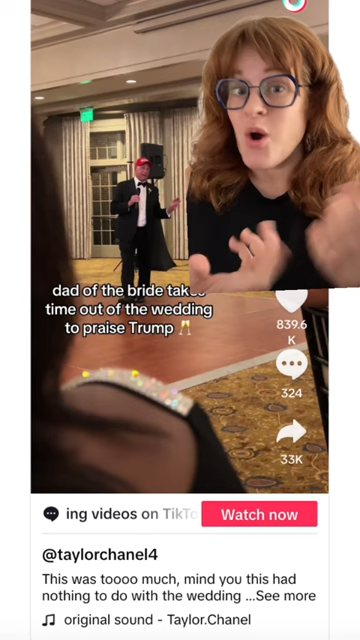 dad of the bride takes
time out of the wedding
to praise Trump 🥂
839.6
K
324
33K
ing videos on TikTo
Watch now
@taylorchanel4
This was toooo much, mind you this had
nothing to do with the wedding ...See more
original sound - Taylor.Chanel